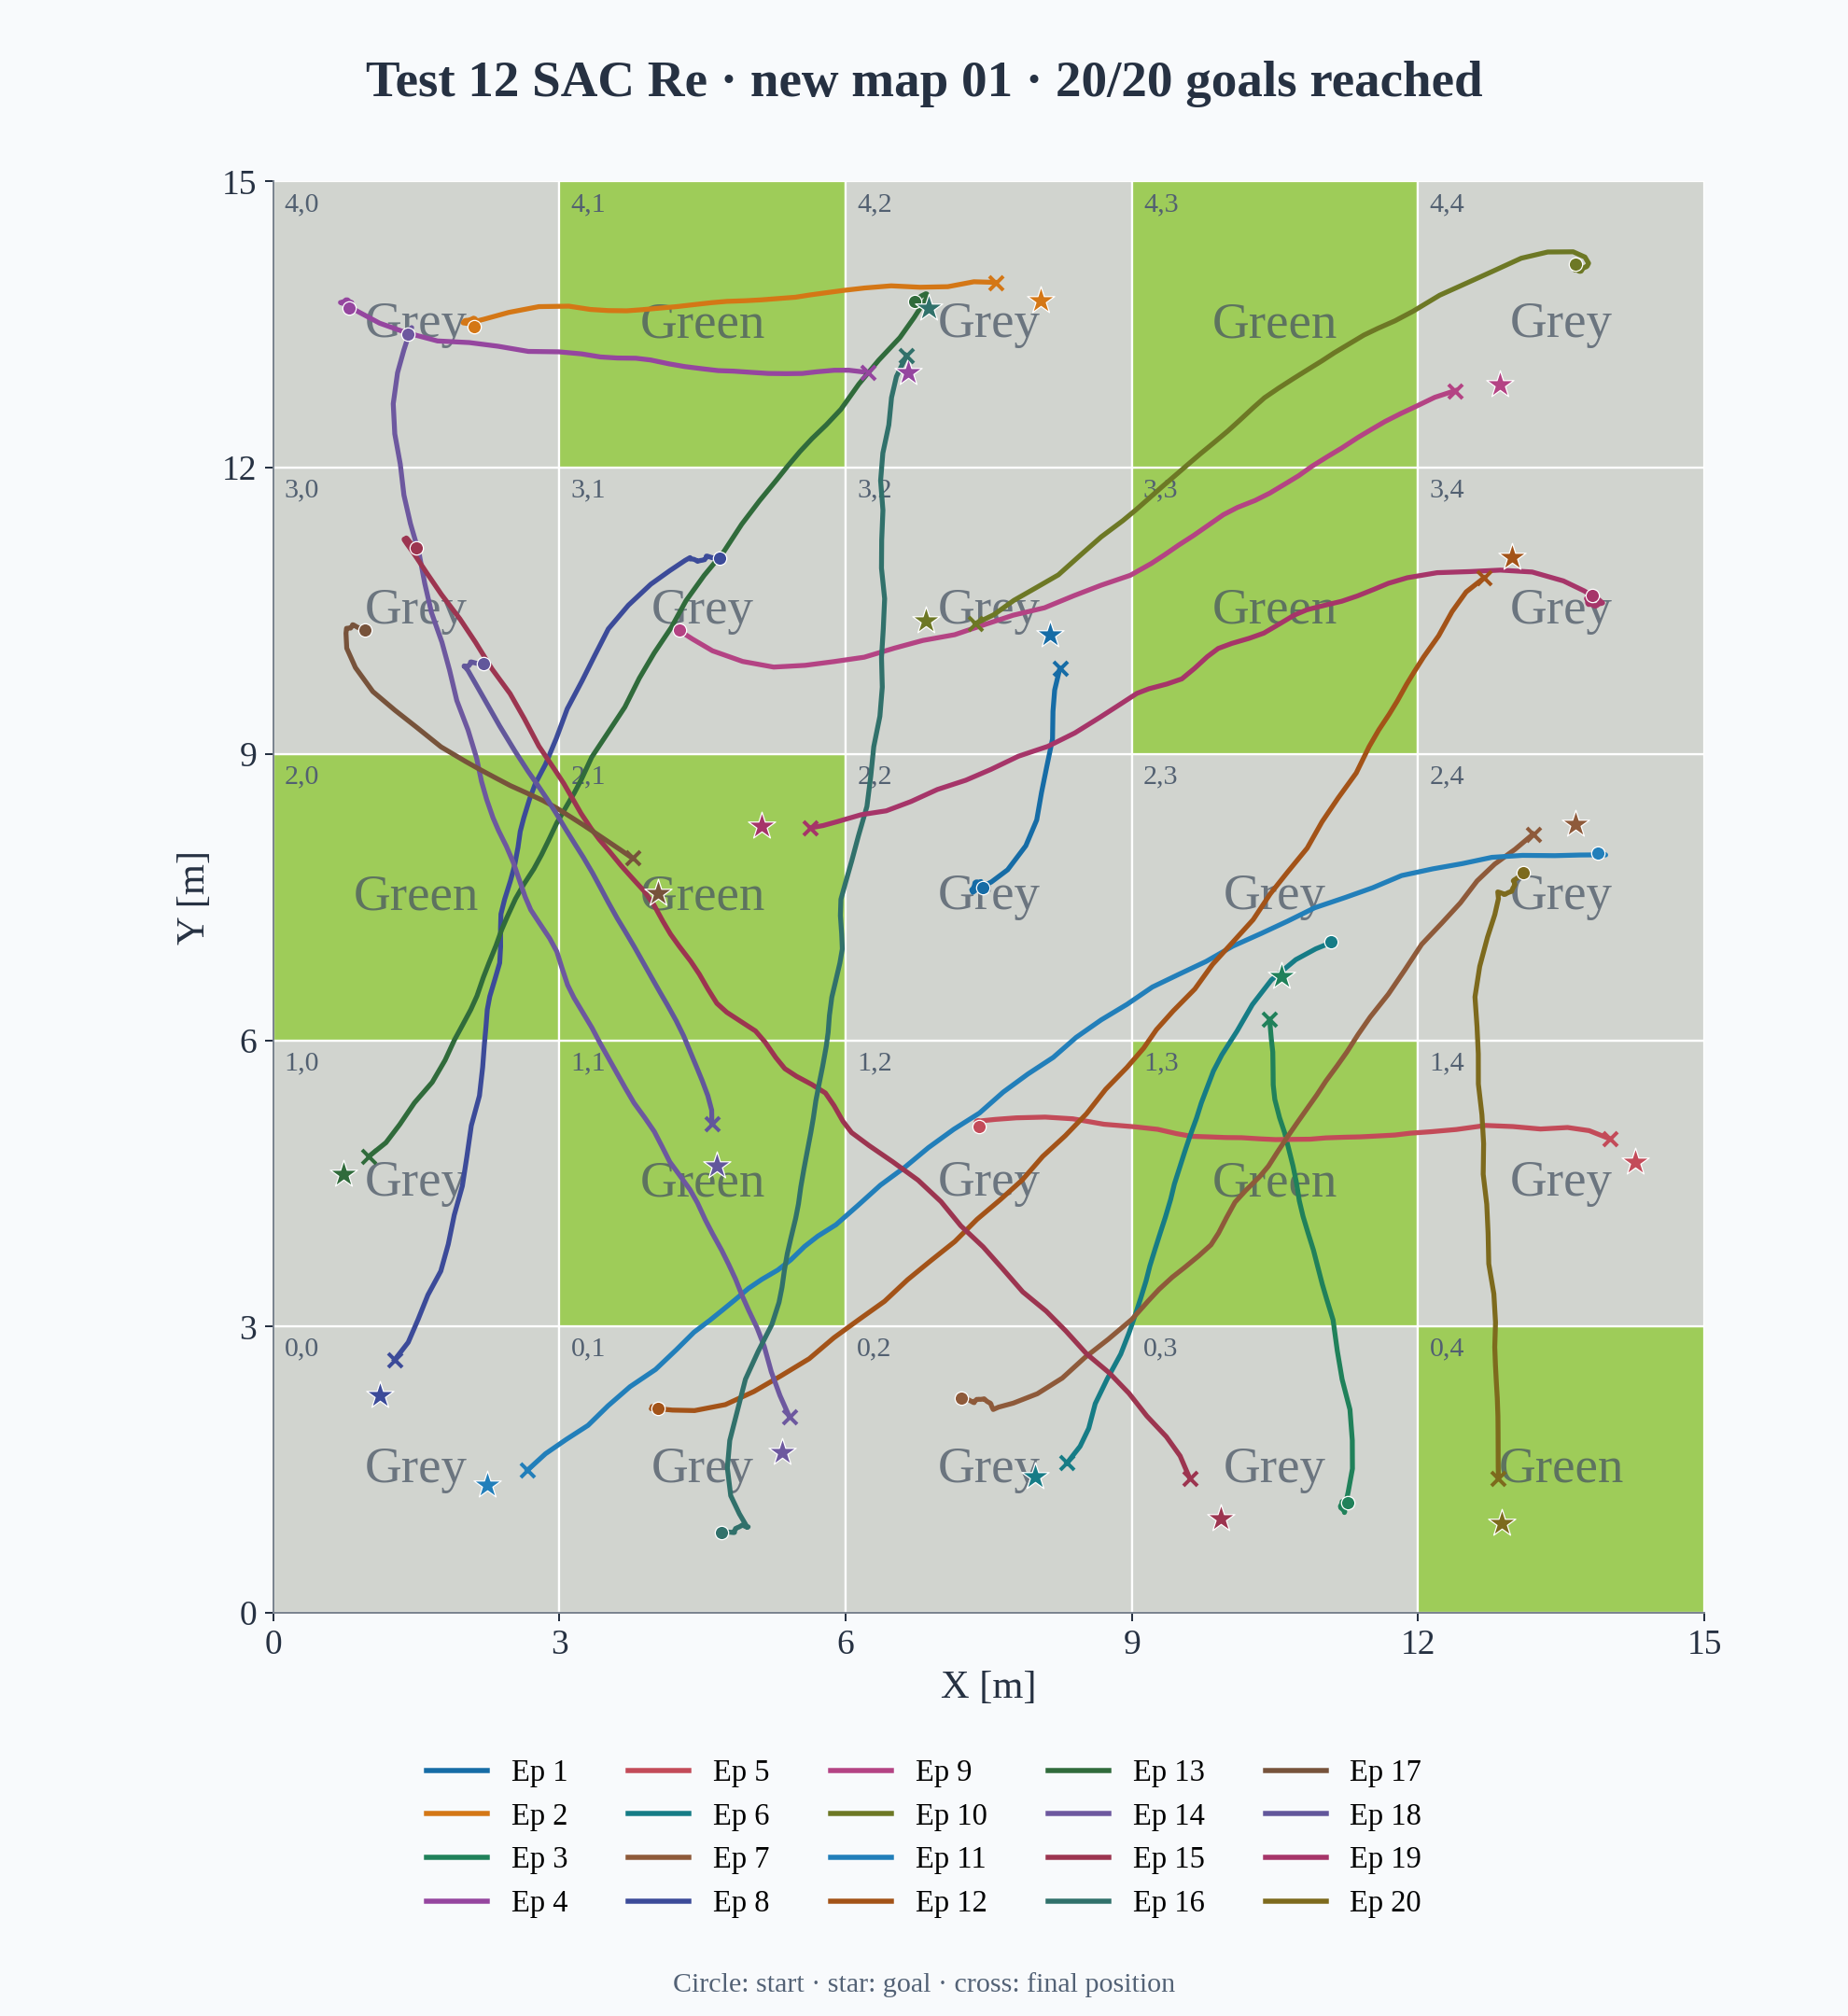 Test 12 SAC Re · new map 01 · 20/20 goals reached
15
4,0 4,1 4,2 4,3 4,4
Grey Green Grey Green Grey
12
3,0 3,1 3,2 3,3 3,4
Grey Grey Grey Green Grey
9
2,0 2,1 2,2 2,3 2,4
Y [m]
Green Green Grey Grey Grey
6
1,0 1,1 1,2 1,3 1,4
Grey Green Grey Green Grey
3
0,0 0,1 0,2 0,3 0,4
Grey Grey Grey Grey Green
0
0 3 6 9 12 15
X [m]
Ep 1 Ep 5 Ep 9 Ep 13 Ep 17
Ep 2 Ep 6 Ep 10 Ep 14 Ep 18
Ep 3 Ep 7 Ep 11 Ep 15 Ep 19
Ep 4 Ep 8 Ep 12 Ep 16 Ep 20
Circle: start · star: goal · cross: final position